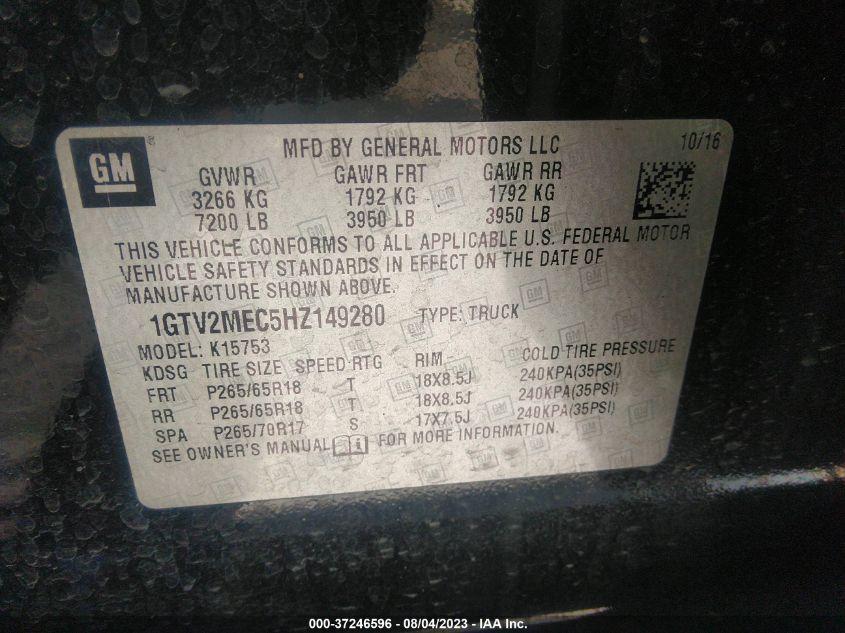 GM
MFD BY GENERAL MOTORS LLC
10/16
GVWR GAWR FRT GAWR RR
3266 KG 1792 KG 1792 KG
7200 LB 3950 LB 3950 LB
THIS VEHICLE CONFORMS TO ALL APPLICABLE U.S. FEDERAL MOTOR
VEHICLE SAFETY STANDARDS IN EFFECT ON THE DATE OF
MANUFACTURE SHOWN ABOVE.
1GTV2MEC5HZ149280 TYPE: TRUCK
MODEL: K15753
KDSG TIRE SIZE SPEED RTG RIM COLD TIRE PRESSURE
FRT P265/65R18 T 18X8.5J 240KPA(35PSI)
RR P265/65R18 T 18X8.5J 240KPA(35PSI)
SPA P265/70R17 S 17X7.5J 240KPA(35PSI)
SEE OWNER'S MANUAL FOR MORE INFORMATION.
000-37246596 - 08/04/2023 - IAA Inc.